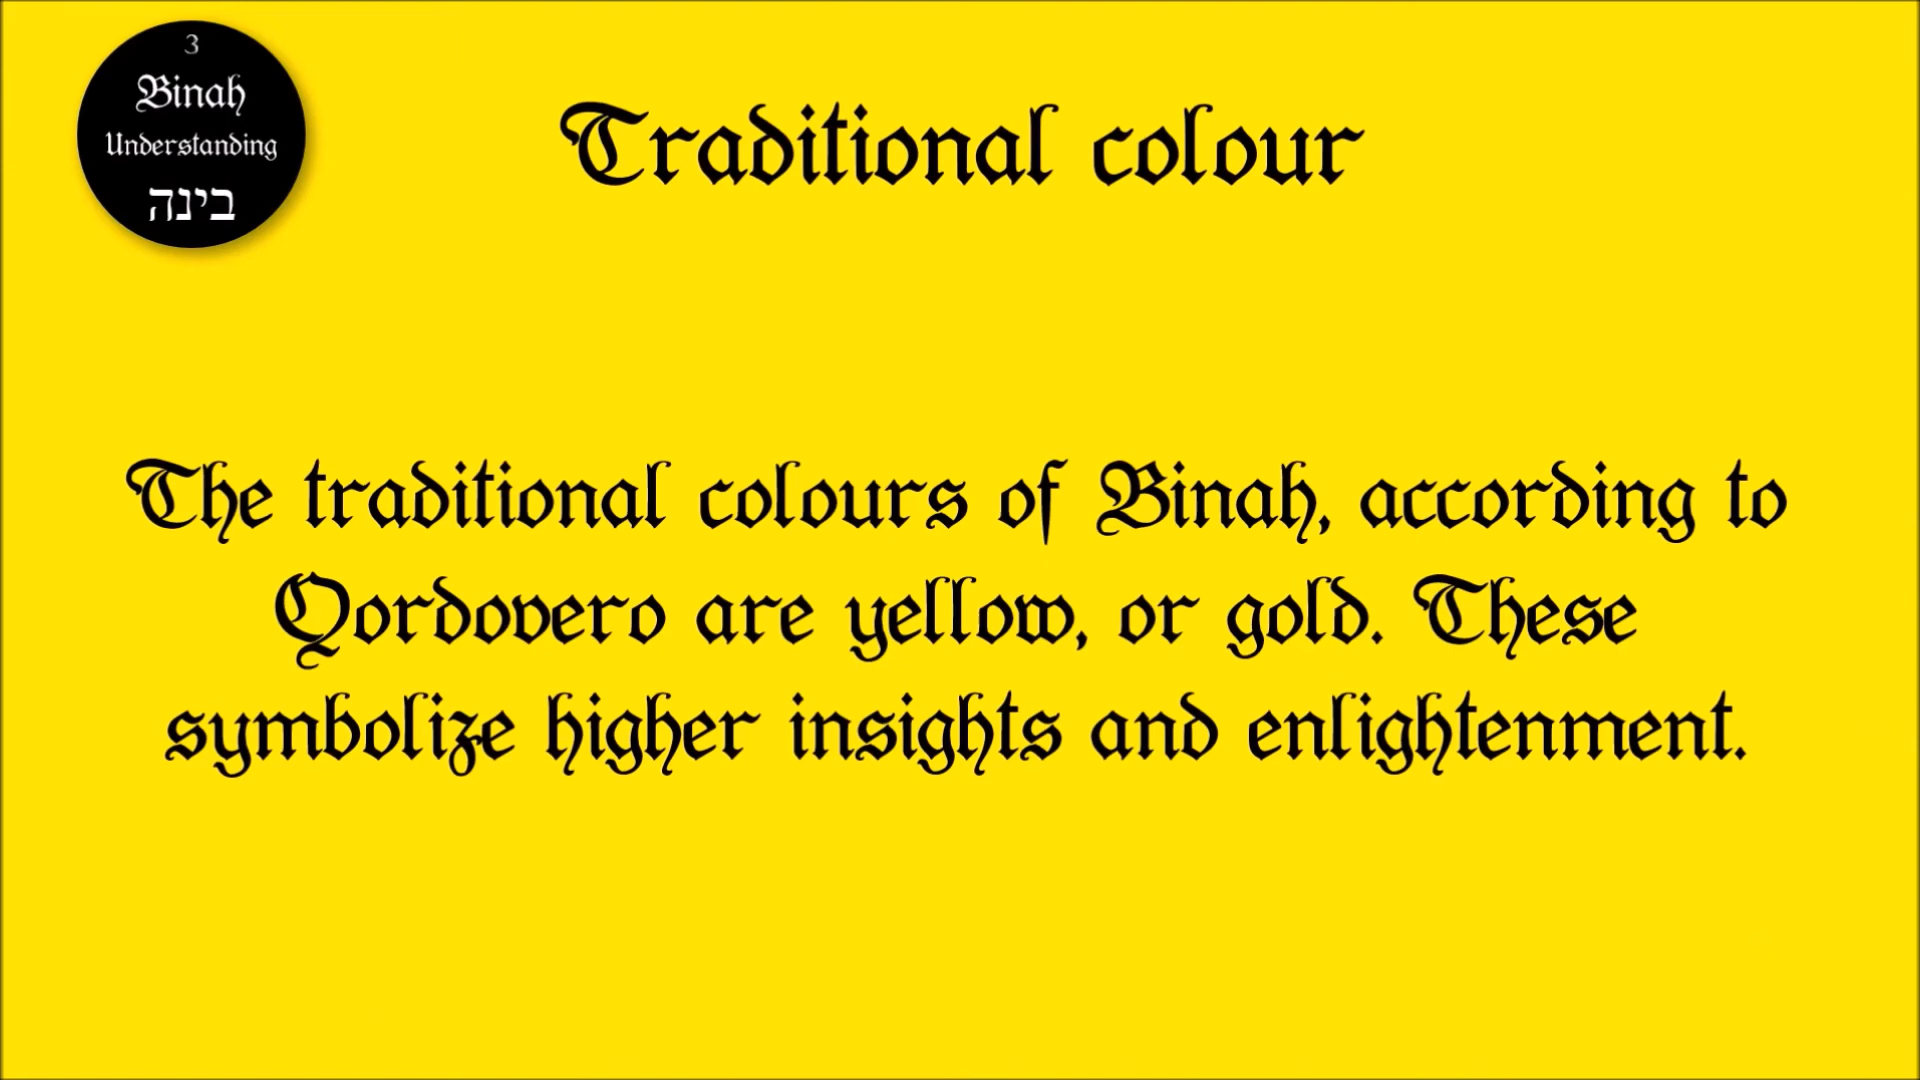 3
Binah
Understanding
בינה
Traditional colour
The traditional colours of Binah, according to
Qordovero are yellow, or gold. These
symbolize higher insights and enlightenment.